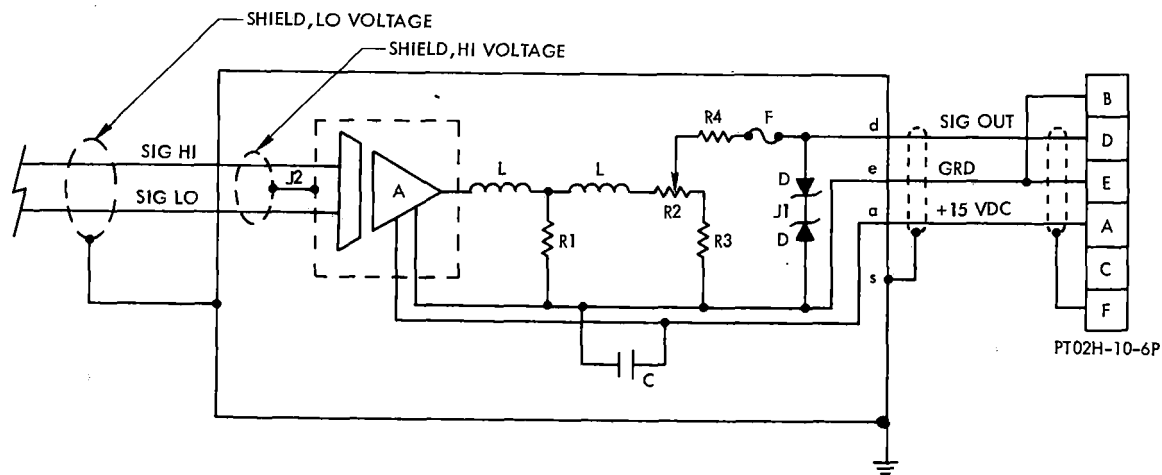 SHIELD, LO VOLTAGE
SHIELD, HI VOLTAGE
SIG HI
J2
SIG LO
A
L
L
R1
R2
R3
R4
F
D
J1
D
C
d
SIG OUT
e
GRD
a
+15 VDC
s
B
D
E
A
C
F
PT02H-10-6P